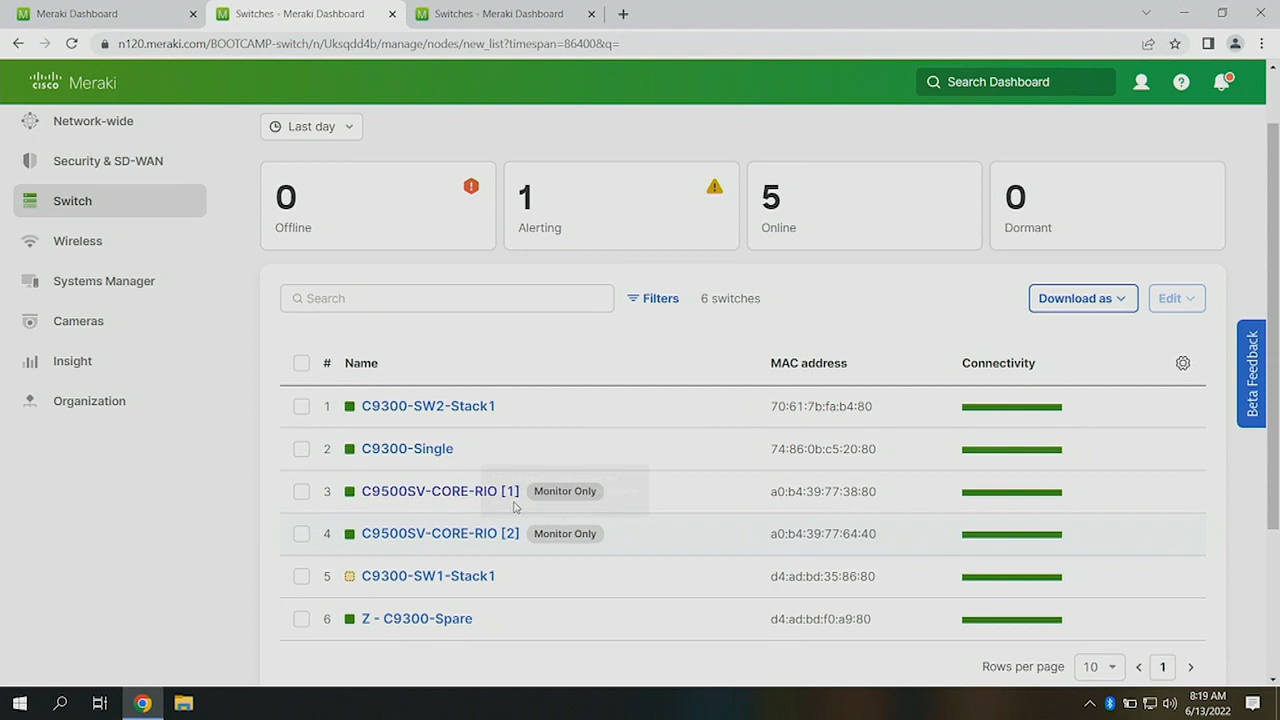 Meraki Dashboard
Switches - Meraki Dashboard
Switches - Meraki Dashboard
n120.meraki.com/BOOTCAMP-switch/n/Uksqdd4b/manage/nodes/new_list?timespan=86400&q=
CISCO Meraki
Search Dashboard
Network-wide
Security & SD-WAN
Switch
Wireless
Systems Manager
Cameras
Insight
Organization
Last day
0
Offline
1
Alerting
5
Online
0
Dormant
Search
Filters
6 switches
Download as
Edit
# Name MAC address Connectivity
1 C9300-SW2-Stack1 70:61:7b:fa:b4:80
2 C9300-Single 74:86:0b:c5:20:80
3 C9500SV-CORE-RIO [1] Monitor Only a0:b4:39:77:38:80
4 C9500SV-CORE-RIO [2] Monitor Only a0:b4:39:77:64:40
5 C9300-SW1-Stack1 d4:ad:bd:35:86:80
6 Z - C9300-Spare d4:ad:bd:f0:a9:80
Rows per page 10 1
Beta Feedback
8:19 AM
6/13/2022